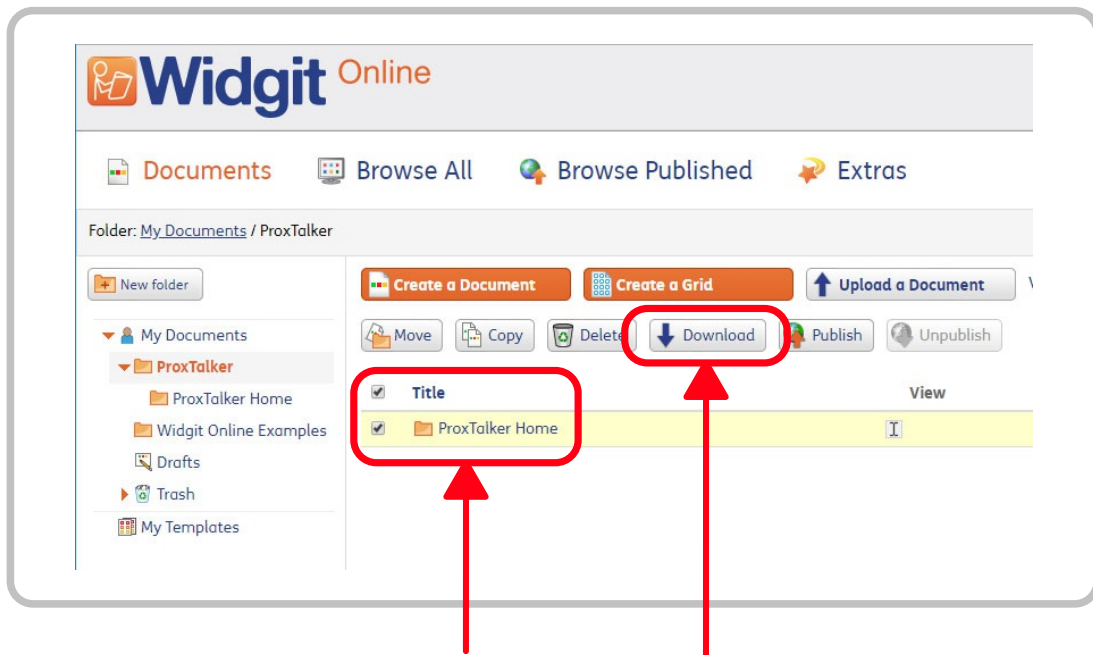 Widgit Online
Documents Browse All Browse Published Extras
Folder: My Documents / ProxTalker
New folder
Create a Document Create a Grid Upload a Document
Move Copy Delete Download Publish Unpublish
My Documents
ProxTalker
ProxTalker Home
Widgit Online Examples
Drafts
Trash
My Templates
Title View
ProxTalker Home